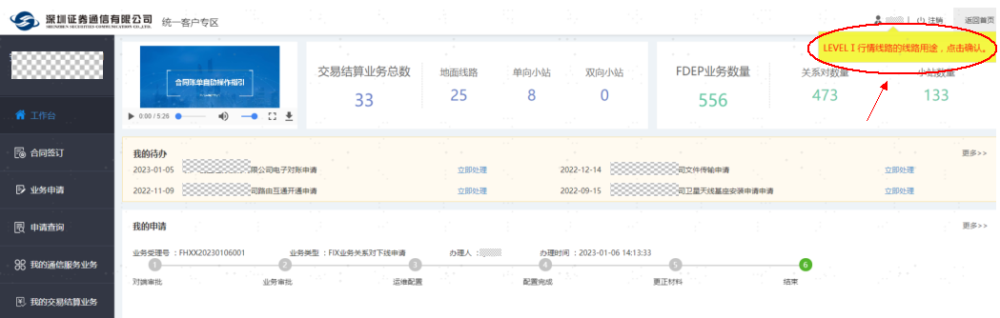 深圳证券通信有限公司
SHENZHEN SECURITIES COMMUNICATION CO.,LTD.
统一客户专区
注销
返回首页
LEVEL I 行情线路的线路用途，点击确认。
工作台
合同签订
业务申请
申请查询
我的通信服务业务
我的交易结算业务
合同账单自动操作指引
0:00 / 5:26
交易结算业务总数
33
地面线路
25
单向小站
8
双向小站
0
FDEP业务数量
556
关系对数量
473
小站数量
133
我的待办
更多>>
2023-01-05 限公司电子对账申请 立即处理
2022-12-14 司文件传输申请 立即处理
2022-11-09 司路由互通开通申请 立即处理
2022-09-15 司卫星天线基座安装申请申请 立即处理
我的申请
更多>>
业务受理号 ：FHXX20230106001 业务类型 ：FIX业务关系对下线申请 办理人 ： 办理时间 ：2023-01-06 14:13:33
1 2 3 4 5 6
对端审批 业务审批 运维配置 配置完成 更正材料 结束